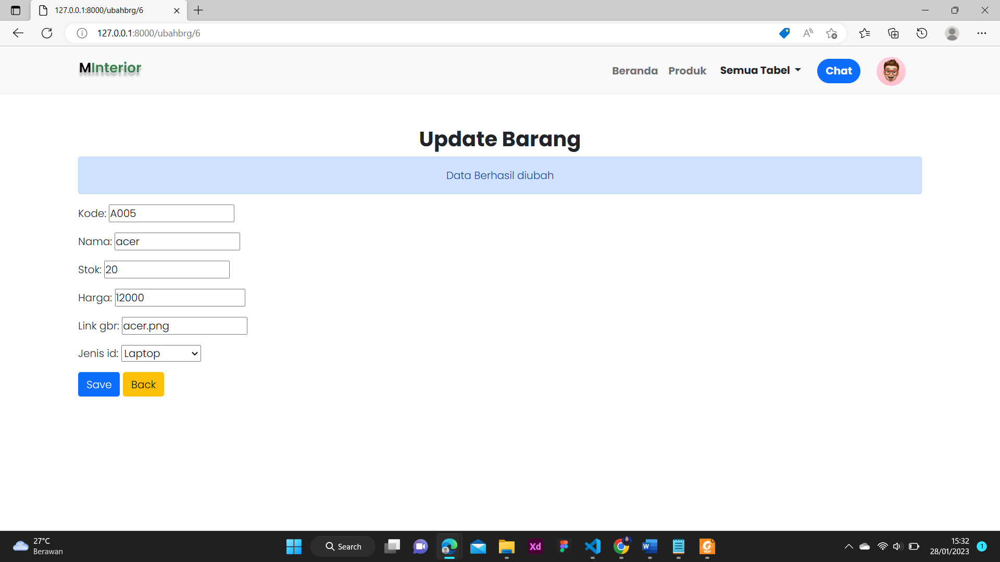 127.0.0.1:8000/ubahbrg/6
127.0.0.1:8000/ubahbrg/6
MInterior
Beranda Produk Semua Tabel Chat
Update Barang
Data Berhasil diubah
Kode: A005
Nama: acer
Stok: 20
Harga: 12000
Link gbr: acer.png
Jenis id: Laptop
Save Back
27°C
Berawan
Search
Xd
W
PDF
15:32
28/01/2023
1